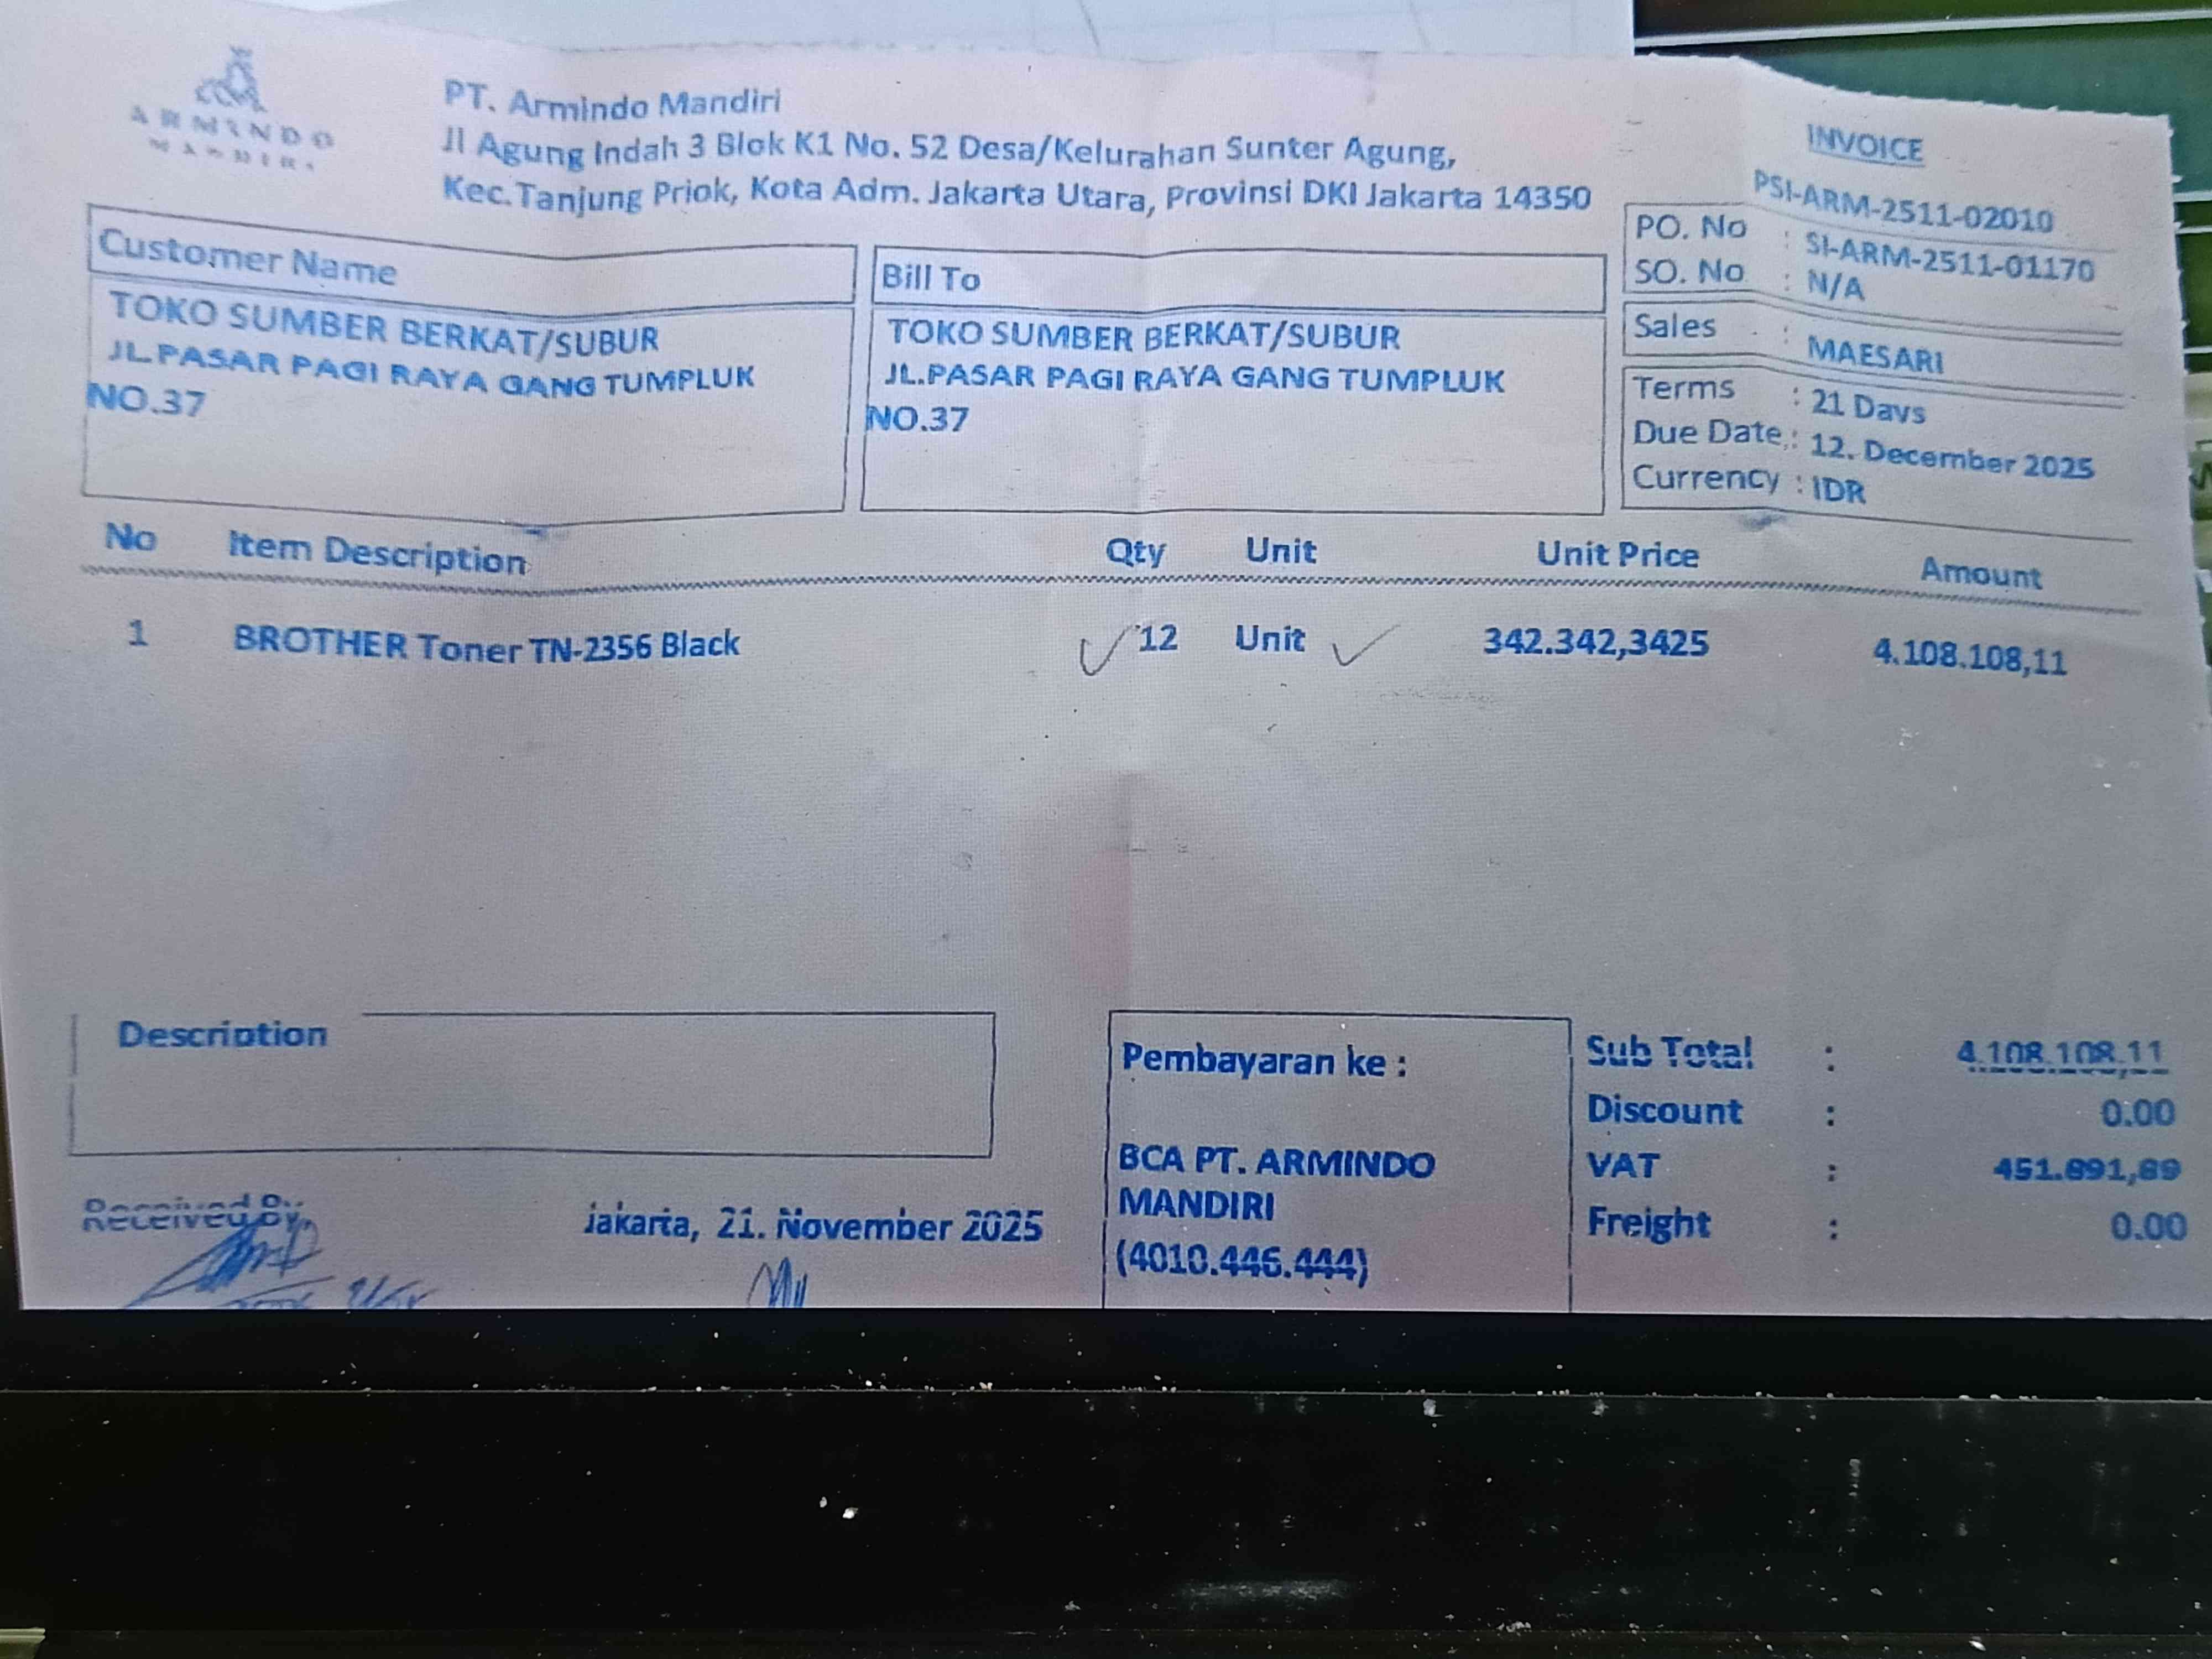 ARMINDO
MANDIRI
PT. Armindo Mandiri
Jl Agung Indah 3 Blok K1 No. 52 Desa/Kelurahan Sunter Agung,
Kec.Tanjung Priok, Kota Adm. Jakarta Utara, Provinsi DKI Jakarta 14350
INVOICE
PSI-ARM-2511-02010
PO. No : SI-ARM-2511-01170
SO. No : N/A
Sales : MAESARI
Terms : 21 Days
Due Date : 12. December 2025
Currency : IDR
Customer Name
TOKO SUMBER BERKAT/SUBUR
JL.PASAR PAGI RAYA GANG TUMPLUK
NO.37
Bill To
TOKO SUMBER BERKAT/SUBUR
JL.PASAR PAGI RAYA GANG TUMPLUK
NO.37
No Item Description Qty Unit Unit Price Amount
1 BROTHER Toner TN-2356 Black 12 Unit 342.342,3425 4.108.108,11
Description
Received By,
Jakarta, 21. November 2025
Pembayaran ke :
BCA PT. ARMINDO
MANDIRI
(4010.446.444)
Sub Total : 4.108.108,11
Discount : 0.00
VAT : 451.891,89
Freight : 0.00